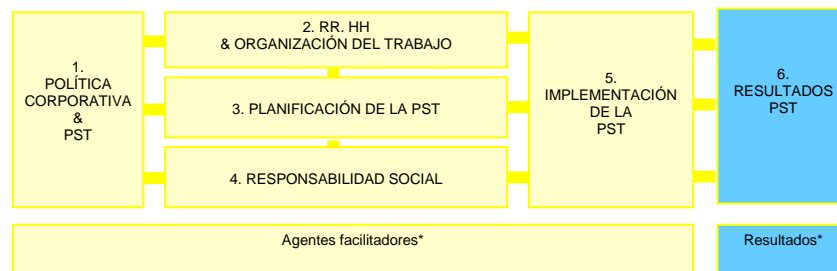 1.
POLÍTICA
CORPORATIVA
&
PST
2. RR. HH
& ORGANIZACIÓN DEL TRABAJO
3. PLANIFICACIÓN DE LA PST
4. RESPONSABILIDAD SOCIAL
5.
IMPLEMENTACIÓN
DE LA
PST
6.
RESULTADOS
PST
Agentes facilitadores*
Resultados*